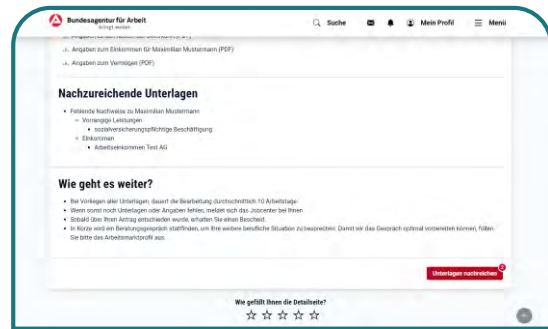 Bundesagentur für Arbeit
bringt weiter.
Suche
Mein Profil
Menü
Angaben zum Einkommen für Maximilian Mustermann (PDF)
Angaben zum Vermögen (PDF)
Nachzureichende Unterlagen
Fehlende Nachweise zu Maximilian Mustermann
Vorrangige Leistungen
sozialversicherungspflichtige Beschäftigung
Einkommen
Arbeitseinkommen Test AG
Wie geht es weiter?
Bei Vorliegen aller Unterlagen, dauert die Bearbeitung durchschnittlich 10 Arbeitstage
Wenn sonst noch Unterlagen oder Angaben fehlen, meldet sich das Jobcenter bei Ihnen
Sobald über Ihren Antrag entschieden wurde, erhalten Sie einen Bescheid.
In Kürze wird ein Beratungsgespräch stattfinden, um Ihre weitere berufliche Situation zu besprechen. Damit wir das Gespräch optimal vorbereiten können, füllen
Sie bitte das Arbeitsmarktprofil aus.
Unterlagen nachreichen
Wie gefällt Ihnen die Detailseite?